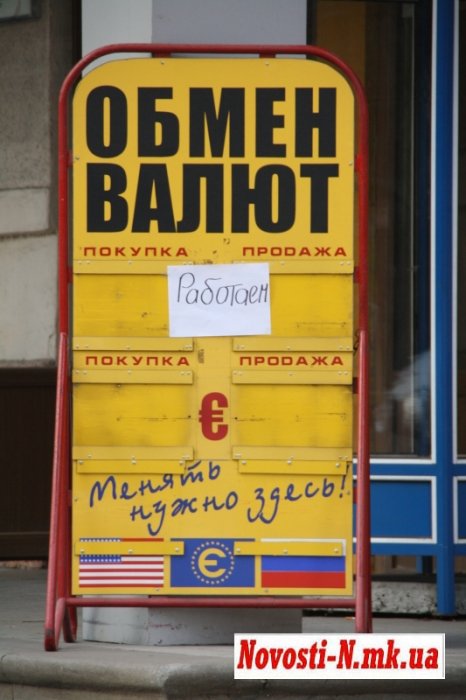 ОБМЕН
ВАЛЮТ
ПОКУПКА ПРОДАЖА
Работаем
ПОКУПКА ПРОДАЖА
€
Менять
нужно здесь!
€
Novosti-N.mk.ua